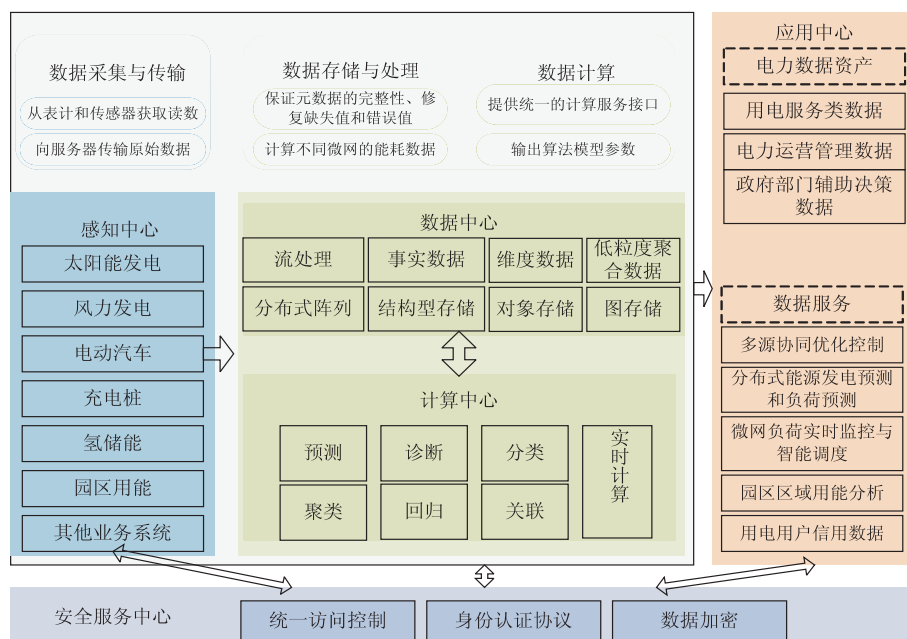 数据采集与传输
从表计和传感器获取读数
向服务器传输原始数据
数据存储与处理
保证元数据的完整性、修
复缺失值和错误值
计算不同微网的能耗数据
数据计算
提供统一的计算服务接口
输出算法模型参数
感知中心
太阳能发电
风力发电
电动汽车
充电桩
氢储能
园区用能
其他业务系统
数据中心
流处理
事实数据
维度数据
低粒度聚
合数据
分布式阵列
结构型存储
对象存储
图存储
计算中心
预测
诊断
分类
聚类
回归
关联
实
时
计
算
应用中心
电力数据资产
用电服务类数据
电力运营管理数据
政府部门辅助决策
数据
数据服务
多源协同优化控制
分布式能源发电预测
和负荷预测
微网负荷实时监控与
智能调度
园区区域用能分析
用电用户信用数据
安全服务中心
统一访问控制
身份认证协议
数据加密